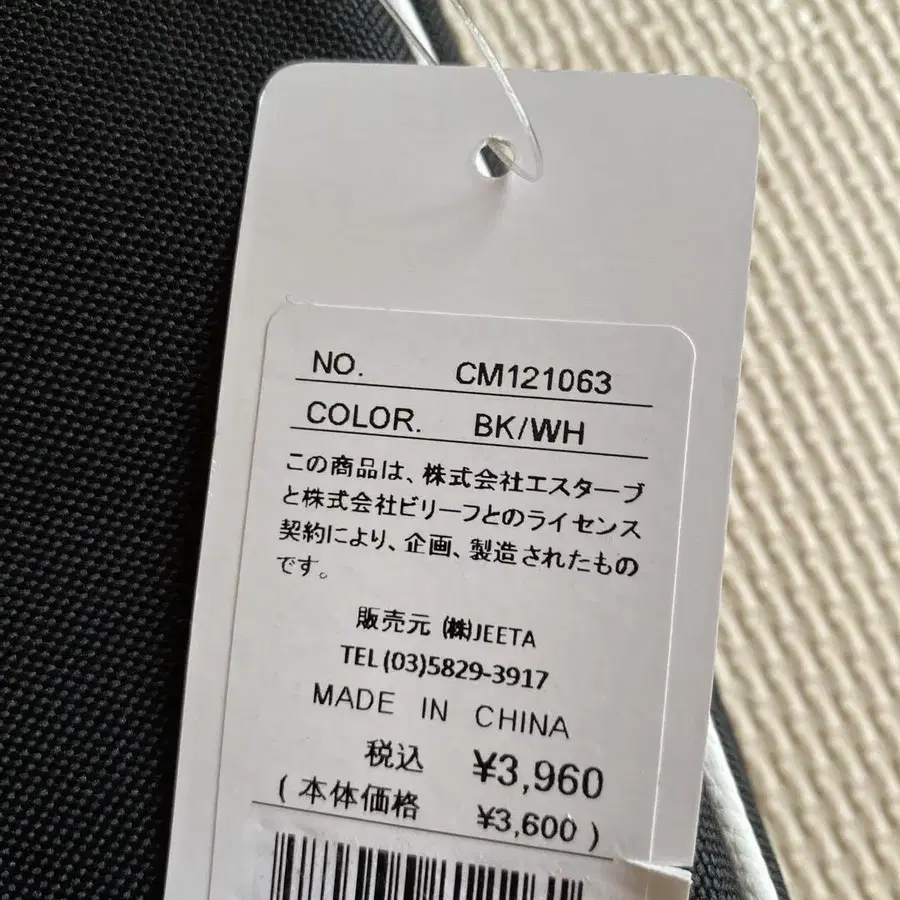 NO. CM121063
COLOR. BK/WH
この商品は、株式会社エスターブ
と株式会社ビリーフとのライセンス
契約により、企画、製造されたもの
です。
販売元 ㈱JEETA
TEL(03)5829-3917
MADE IN CHINA
税込 ¥3,960
(本体価格 ¥3,600)